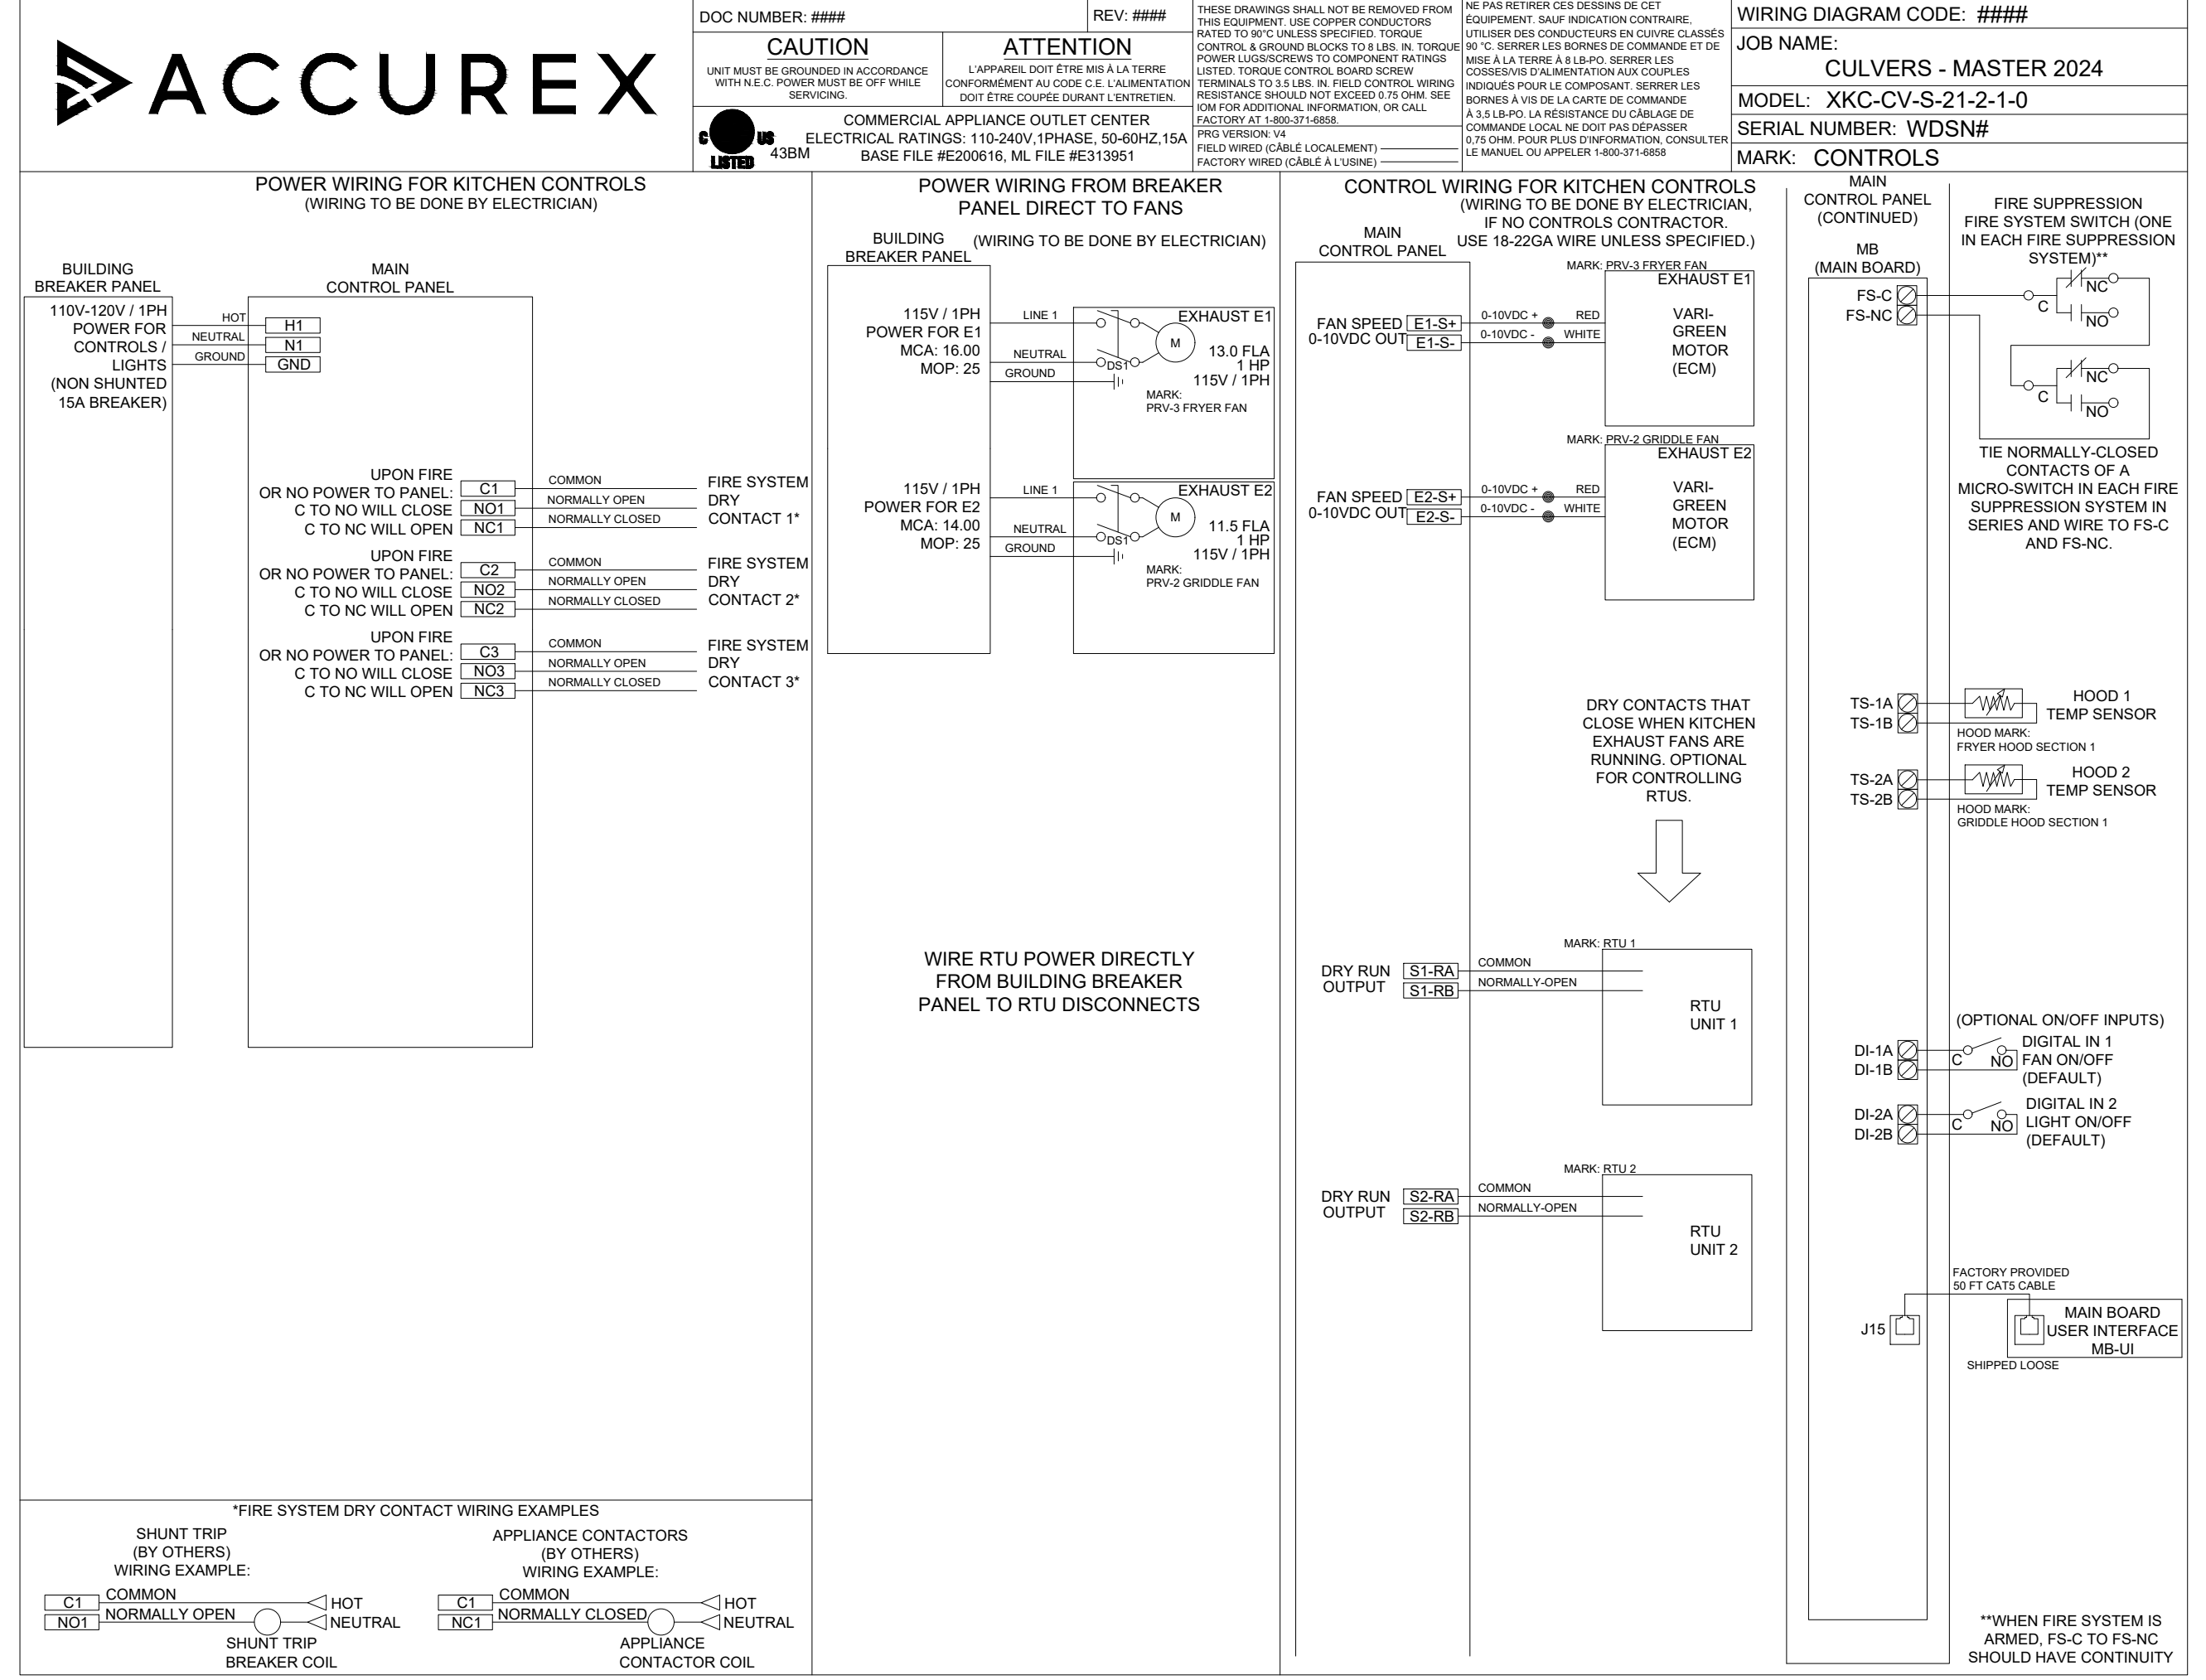 ACCUREX
DOC NUMBER: ####
REV: ####
CAUTION
UNIT MUST BE GROUNDED IN ACCORDANCE
WITH N.E.C. POWER MUST BE OFF WHILE
SERVICING.
ATTENTION
L'APPAREIL DOIT ÊTRE MIS À LA TERRE
CONFORMÉMENT AU CODE C.E. L'ALIMENTATION
DOIT ÊTRE COUPÉE DURANT L'ENTRETIEN.
C US
LISTED
43BM
COMMERCIAL APPLIANCE OUTLET CENTER
ELECTRICAL RATINGS: 110-240V,1PHASE, 50-60HZ,15A
BASE FILE #E200616, ML FILE #E313951
THESE DRAWINGS SHALL NOT BE REMOVED FROM
THIS EQUIPMENT. USE COPPER CONDUCTORS
RATED TO 90°C UNLESS SPECIFIED. TORQUE
CONTROL & GROUND BLOCKS TO 8 LBS. IN. TORQUE
POWER LUGS/SCREWS TO COMPONENT RATINGS
LISTED. TORQUE CONTROL BOARD SCREW
TERMINALS TO 3.5 LBS. IN. FIELD CONTROL WIRING
RESISTANCE SHOULD NOT EXCEED 0.75 OHM. SEE
IOM FOR ADDITIONAL INFORMATION, OR CALL
FACTORY AT 1-800-371-6858.
PRG VERSION: V4
FIELD WIRED (CÂBLÉ LOCALEMENT)
FACTORY WIRED (CÂBLÉ À L'USINE)
NE PAS RETIRER CES DESSINS DE CET
ÉQUIPEMENT. SAUF INDICATION CONTRAIRE,
UTILISER DES CONDUCTEURS EN CUIVRE CLASSÉS
90 °C. SERRER LES BORNES DE COMMANDE ET DE
MISE À LA TERRE À 8 LB-PO. SERRER LES
COSSES/VIS D'ALIMENTATION AUX COUPLES
INDIQUÉS POUR LE COMPOSANT. SERRER LES
BORNES À VIS DE LA CARTE DE COMMANDE
À 3,5 LB-PO. LA RÉSISTANCE DU CÂBLAGE DE
COMMANDE LOCAL NE DOIT PAS DÉPASSER
0,75 OHM. POUR PLUS D'INFORMATION, CONSULTER
LE MANUEL OU APPELER 1-800-371-6858
WIRING DIAGRAM CODE: ####
JOB NAME:
CULVERS - MASTER 2024
MODEL: XKC-CV-S-21-2-1-0
SERIAL NUMBER: WDSN#
MARK: CONTROLS
POWER WIRING FOR KITCHEN CONTROLS
(WIRING TO BE DONE BY ELECTRICIAN)
BUILDING
BREAKER PANEL
MAIN
CONTROL PANEL
110V-120V / 1PH
POWER FOR
CONTROLS /
LIGHTS
(NON SHUNTED
15A BREAKER)
HOT
H1
NEUTRAL
N1
GROUND
GND
UPON FIRE
OR NO POWER TO PANEL:
C TO NO WILL CLOSE
C TO NC WILL OPEN
C1
NO1
NC1
COMMON
NORMALLY OPEN
NORMALLY CLOSED
FIRE SYSTEM
DRY
CONTACT 1*
UPON FIRE
OR NO POWER TO PANEL:
C TO NO WILL CLOSE
C TO NC WILL OPEN
C2
NO2
NC2
COMMON
NORMALLY OPEN
NORMALLY CLOSED
FIRE SYSTEM
DRY
CONTACT 2*
UPON FIRE
OR NO POWER TO PANEL:
C TO NO WILL CLOSE
C TO NC WILL OPEN
C3
NO3
NC3
COMMON
NORMALLY OPEN
NORMALLY CLOSED
FIRE SYSTEM
DRY
CONTACT 3*
*FIRE SYSTEM DRY CONTACT WIRING EXAMPLES
SHUNT TRIP
(BY OTHERS)
WIRING EXAMPLE:
C1
COMMON
HOT
NO1
NORMALLY OPEN
NEUTRAL
SHUNT TRIP
BREAKER COIL
APPLIANCE CONTACTORS
(BY OTHERS)
WIRING EXAMPLE:
C1
COMMON
HOT
NC1
NORMALLY CLOSED
NEUTRAL
APPLIANCE
CONTACTOR COIL
POWER WIRING FROM BREAKER
PANEL DIRECT TO FANS
(WIRING TO BE DONE BY ELECTRICIAN)
BUILDING
BREAKER PANEL
115V / 1PH
POWER FOR E1
MCA: 16.00
MOP: 25
LINE 1
NEUTRAL
GROUND
DS1
M
EXHAUST E1
13.0 FLA
1 HP
115V / 1PH
MARK:
PRV-3 FRYER FAN
115V / 1PH
POWER FOR E2
MCA: 14.00
MOP: 25
LINE 1
NEUTRAL
GROUND
DS1
M
EXHAUST E2
11.5 FLA
1 HP
115V / 1PH
MARK:
PRV-2 GRIDDLE FAN
WIRE RTU POWER DIRECTLY
FROM BUILDING BREAKER
PANEL TO RTU DISCONNECTS
CONTROL WIRING FOR KITCHEN CONTROLS
(WIRING TO BE DONE BY ELECTRICIAN,
IF NO CONTROLS CONTRACTOR.
USE 18-22GA WIRE UNLESS SPECIFIED.)
MAIN
CONTROL PANEL
FAN SPEED
0-10VDC OUT
E1-S+
E1-S-
0-10VDC +
0-10VDC -
RED
WHITE
MARK: PRV-3 FRYER FAN
EXHAUST E1
VARI-
GREEN
MOTOR
(ECM)
FAN SPEED
0-10VDC OUT
E2-S+
E2-S-
0-10VDC +
0-10VDC -
RED
WHITE
MARK: PRV-2 GRIDDLE FAN
EXHAUST E2
VARI-
GREEN
MOTOR
(ECM)
DRY CONTACTS THAT
CLOSE WHEN KITCHEN
EXHAUST FANS ARE
RUNNING. OPTIONAL
FOR CONTROLLING
RTUS.
DRY RUN
OUTPUT
S1-RA
S1-RB
COMMON
NORMALLY-OPEN
MARK: RTU 1
RTU
UNIT 1
DRY RUN
OUTPUT
S2-RA
S2-RB
COMMON
NORMALLY-OPEN
MARK: RTU 2
RTU
UNIT 2
MAIN
CONTROL PANEL
(CONTINUED)
MB
(MAIN BOARD)
FIRE SUPPRESSION
FIRE SYSTEM SWITCH (ONE
IN EACH FIRE SUPPRESSION
SYSTEM)**
FS-C
FS-NC
C
NC
NO
C
NC
NO
TIE NORMALLY-CLOSED
CONTACTS OF A
MICRO-SWITCH IN EACH FIRE
SUPPRESSION SYSTEM IN
SERIES AND WIRE TO FS-C
AND FS-NC.
TS-1A
TS-1B
HOOD 1
TEMP SENSOR
HOOD MARK:
FRYER HOOD SECTION 1
TS-2A
TS-2B
HOOD 2
TEMP SENSOR
HOOD MARK:
GRIDDLE HOOD SECTION 1
(OPTIONAL ON/OFF INPUTS)
DI-1A
DI-1B
C
NO
DIGITAL IN 1
FAN ON/OFF
(DEFAULT)
DI-2A
DI-2B
C
NO
DIGITAL IN 2
LIGHT ON/OFF
(DEFAULT)
FACTORY PROVIDED
50 FT CAT5 CABLE
J15
MAIN BOARD
USER INTERFACE
MB-UI
SHIPPED LOOSE
**WHEN FIRE SYSTEM IS
ARMED, FS-C TO FS-NC
SHOULD HAVE CONTINUITY